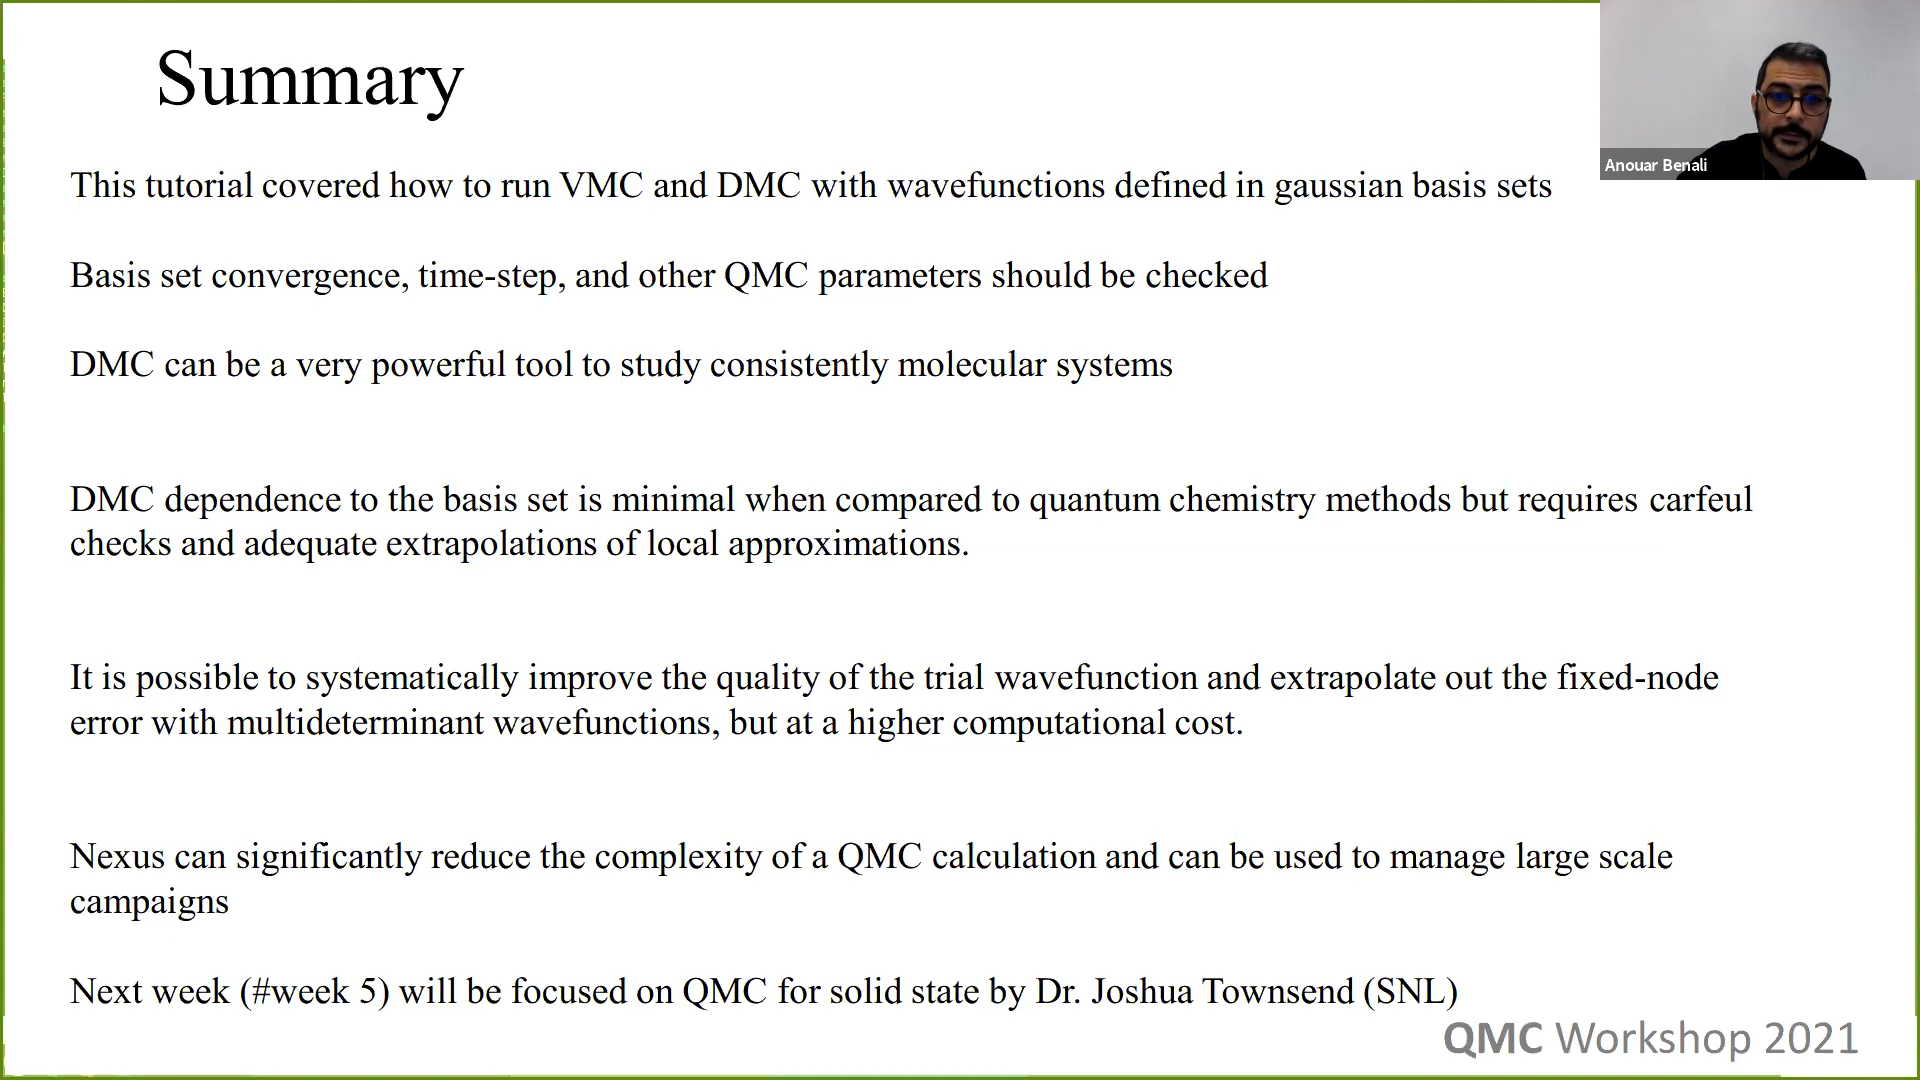 Summary
Anouar Benali
This tutorial covered how to run VMC and DMC with wavefunctions defined in gaussian basis sets
Basis set convergence, time-step, and other QMC parameters should be checked
DMC can be a very powerful tool to study consistently molecular systems
DMC dependence to the basis set is minimal when compared to quantum chemistry methods but requires carfeul
checks and adequate extrapolations of local approximations.
It is possible to systematically improve the quality of the trial wavefunction and extrapolate out the fixed-node
error with multideterminant wavefunctions, but at a higher computational cost.
Nexus can significantly reduce the complexity of a QMC calculation and can be used to manage large scale
campaigns
Next week (#week 5) will be focused on QMC for solid state by Dr. Joshua Townsend (SNL)
QMC Workshop 2021